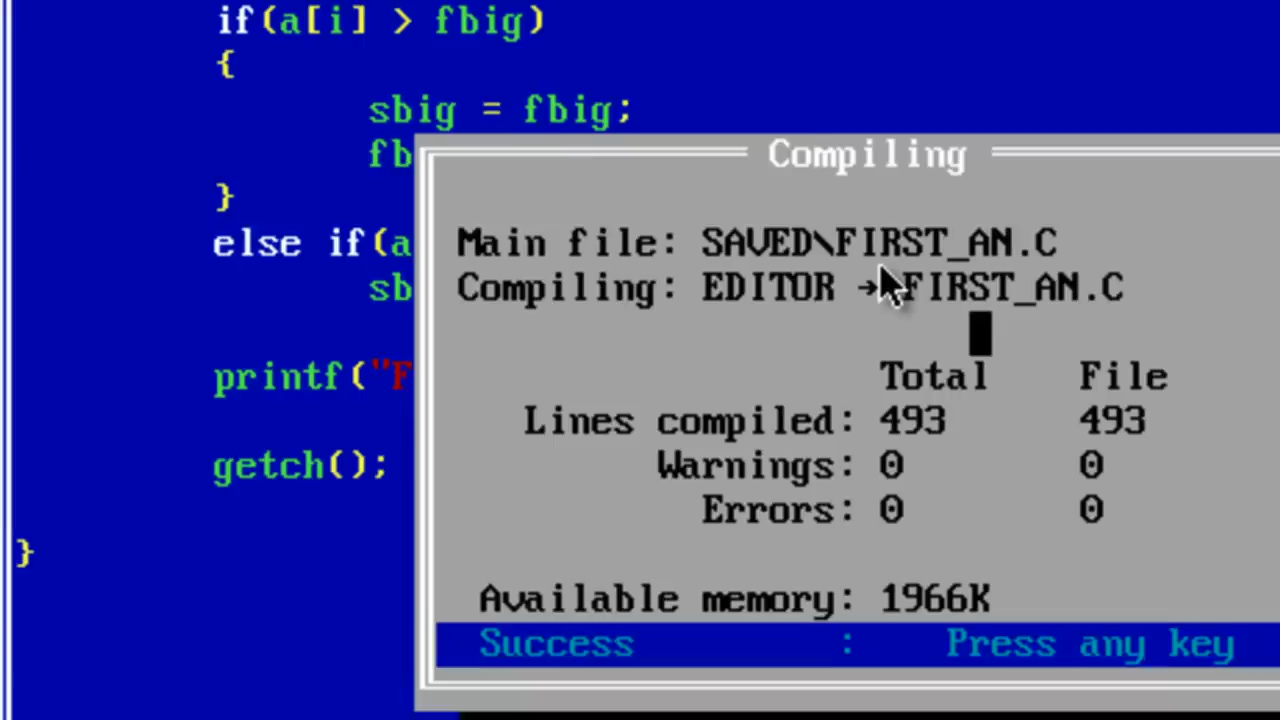 if(a[i] > fbig)
{
sbig = fbig;
fb
}
else if(a
sb
printf("F
getch();
}
Compiling
Main file: SAVED\FIRST_AN.C
Compiling: EDITOR → FIRST_AN.C
Total File
Lines compiled: 493 493
Warnings: 0 0
Errors: 0 0
Available memory: 1966K
Success : Press any key